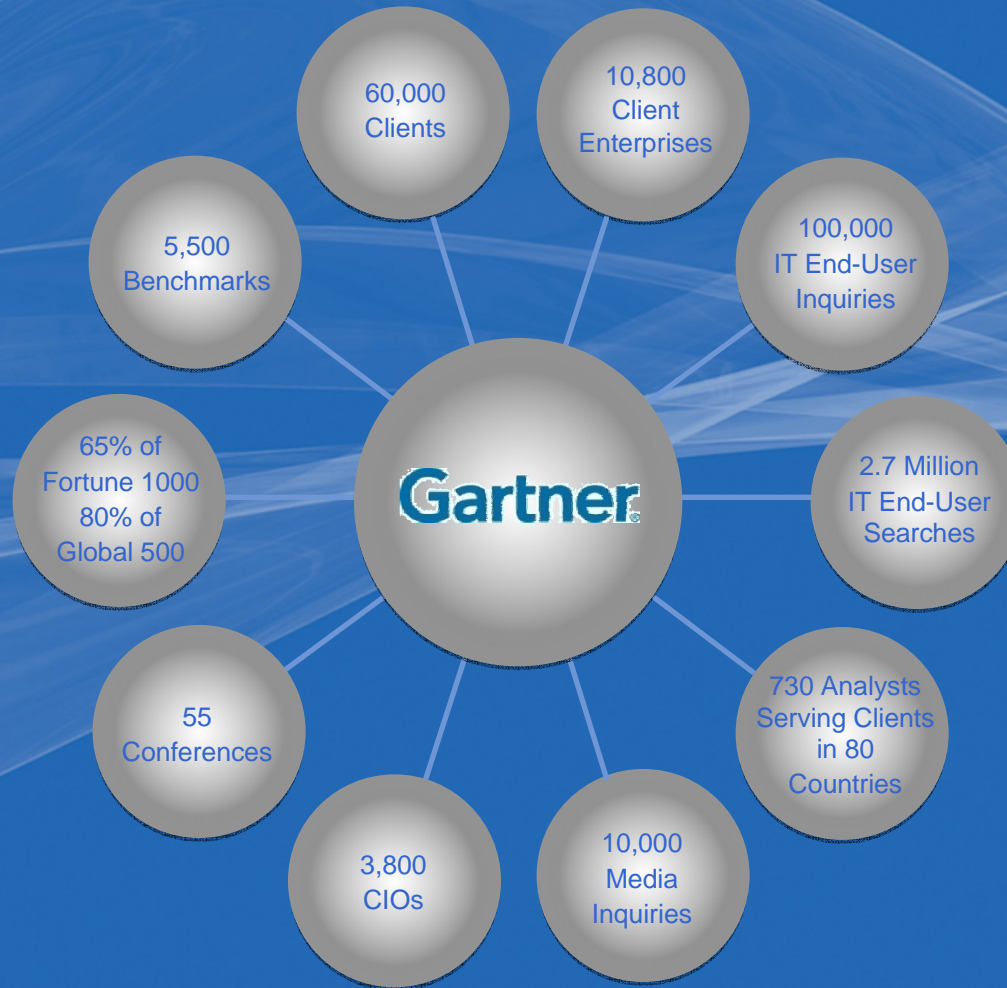 60,000
Clients
10,800
Client
Enterprises
5,500
Benchmarks
100,000
IT End-User
Inquiries
65% of
Fortune 1000
80% of
Global 500
Gartner®
2.7 Million
IT End-User
Searches
55
Conferences
730 Analysts
Serving Clients
in 80
Countries
3,800
CIOs
10,000
Media
Inquiries